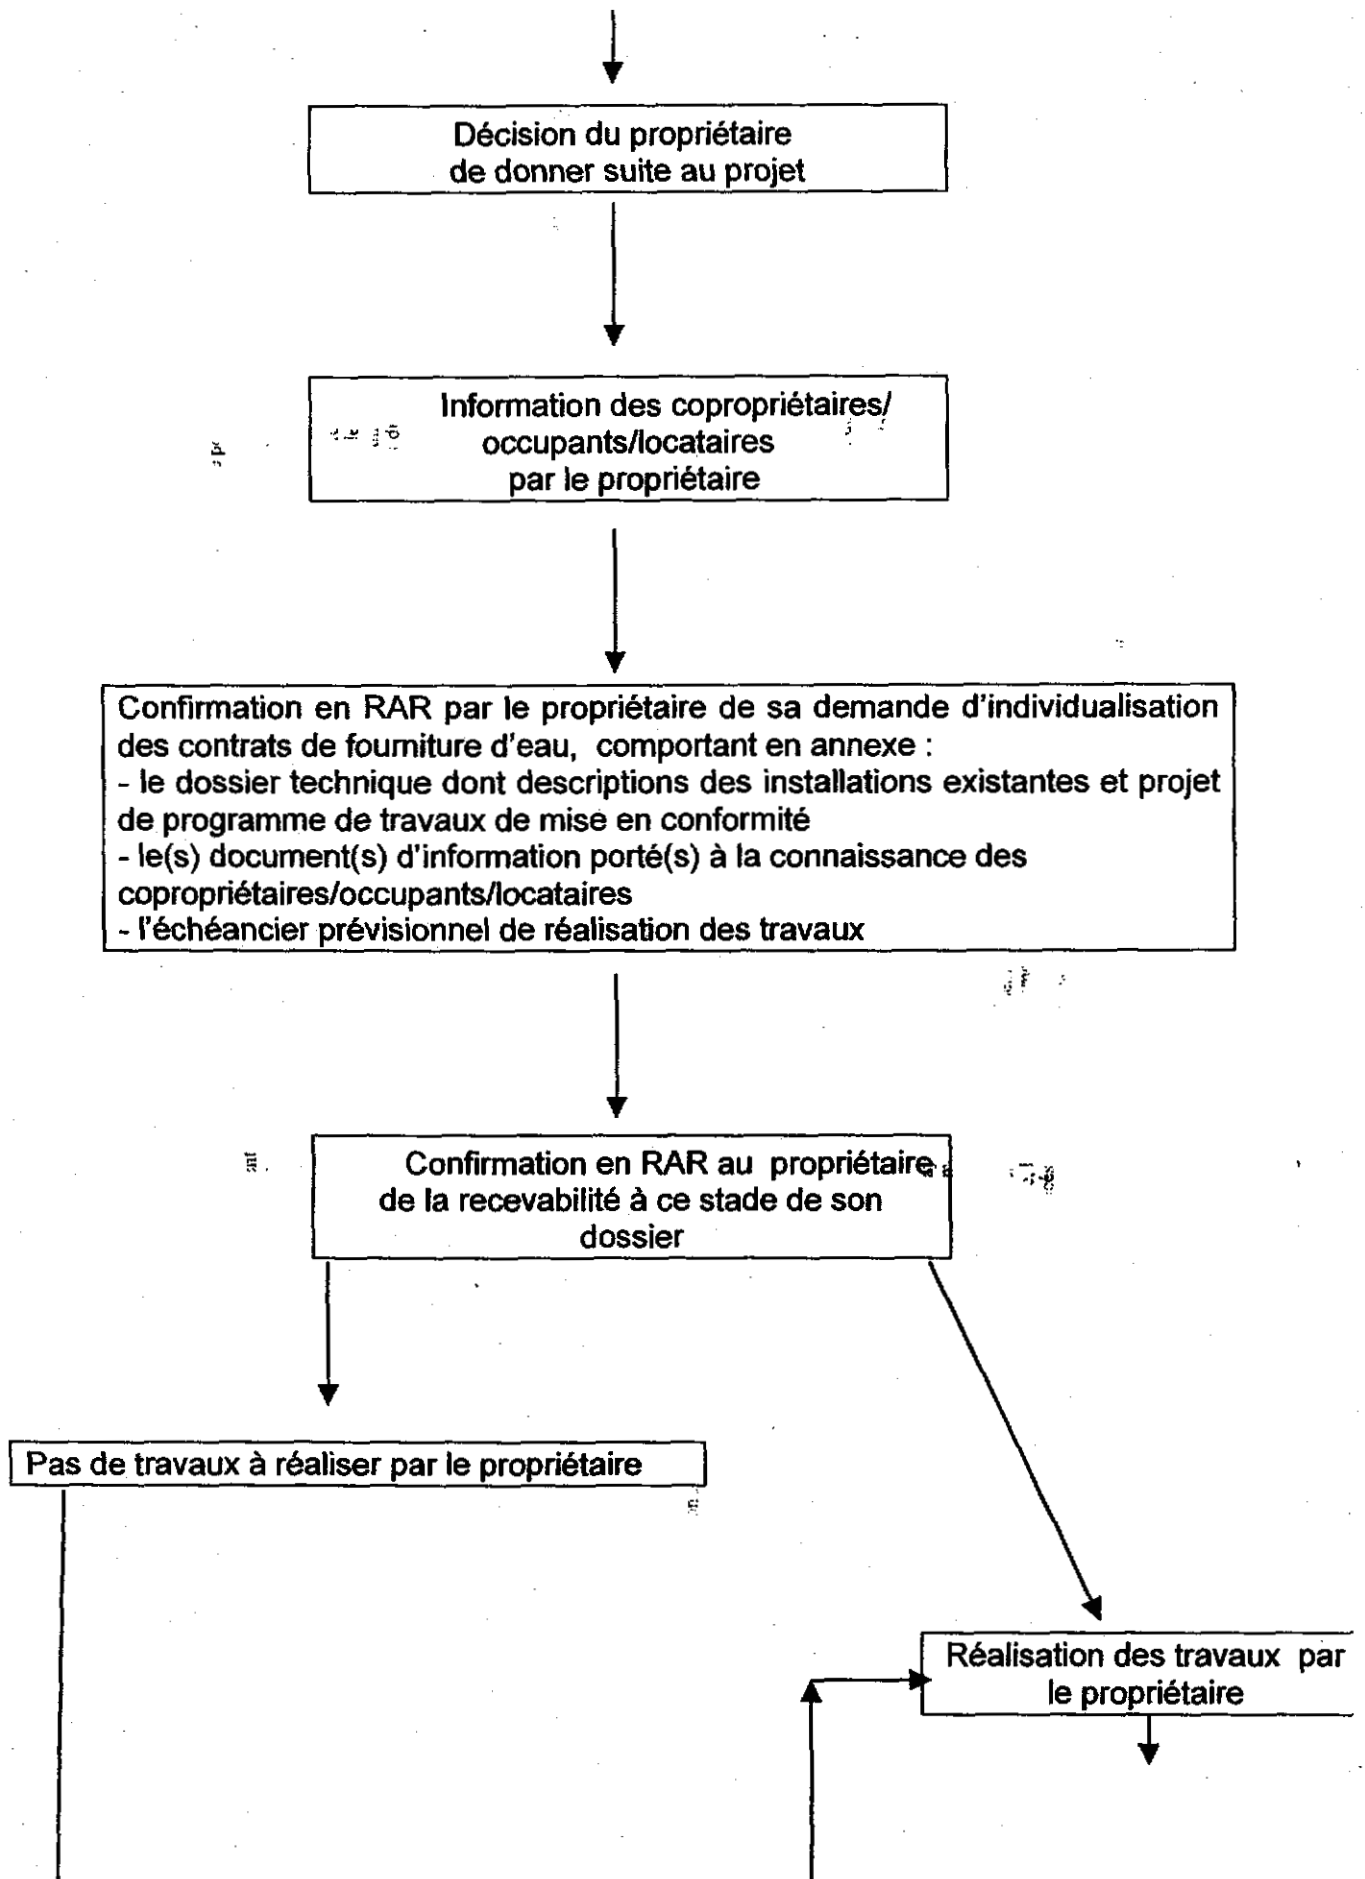 Décision du propriétaire
de donner suite au projet
Information des copropriétaires/
occupants/locataires
par le propriétaire
Confirmation en RAR par le propriétaire de sa demande d'individualisation
des contrats de fourniture d'eau, comportant en annexe :
- le dossier technique dont descriptions des installations existantes et projet
de programme de travaux de mise en conformité
- le(s) document(s) d'information porté(s) à la connaissance des
copropriétaires/occupants/locataires
- l'échéancier prévisionnel de réalisation des travaux
Confirmation en RAR au propriétaire
de la recevabilité à ce stade de son
dossier
Pas de travaux à réaliser par le propriétaire
Réalisation des travaux par
le propriétaire